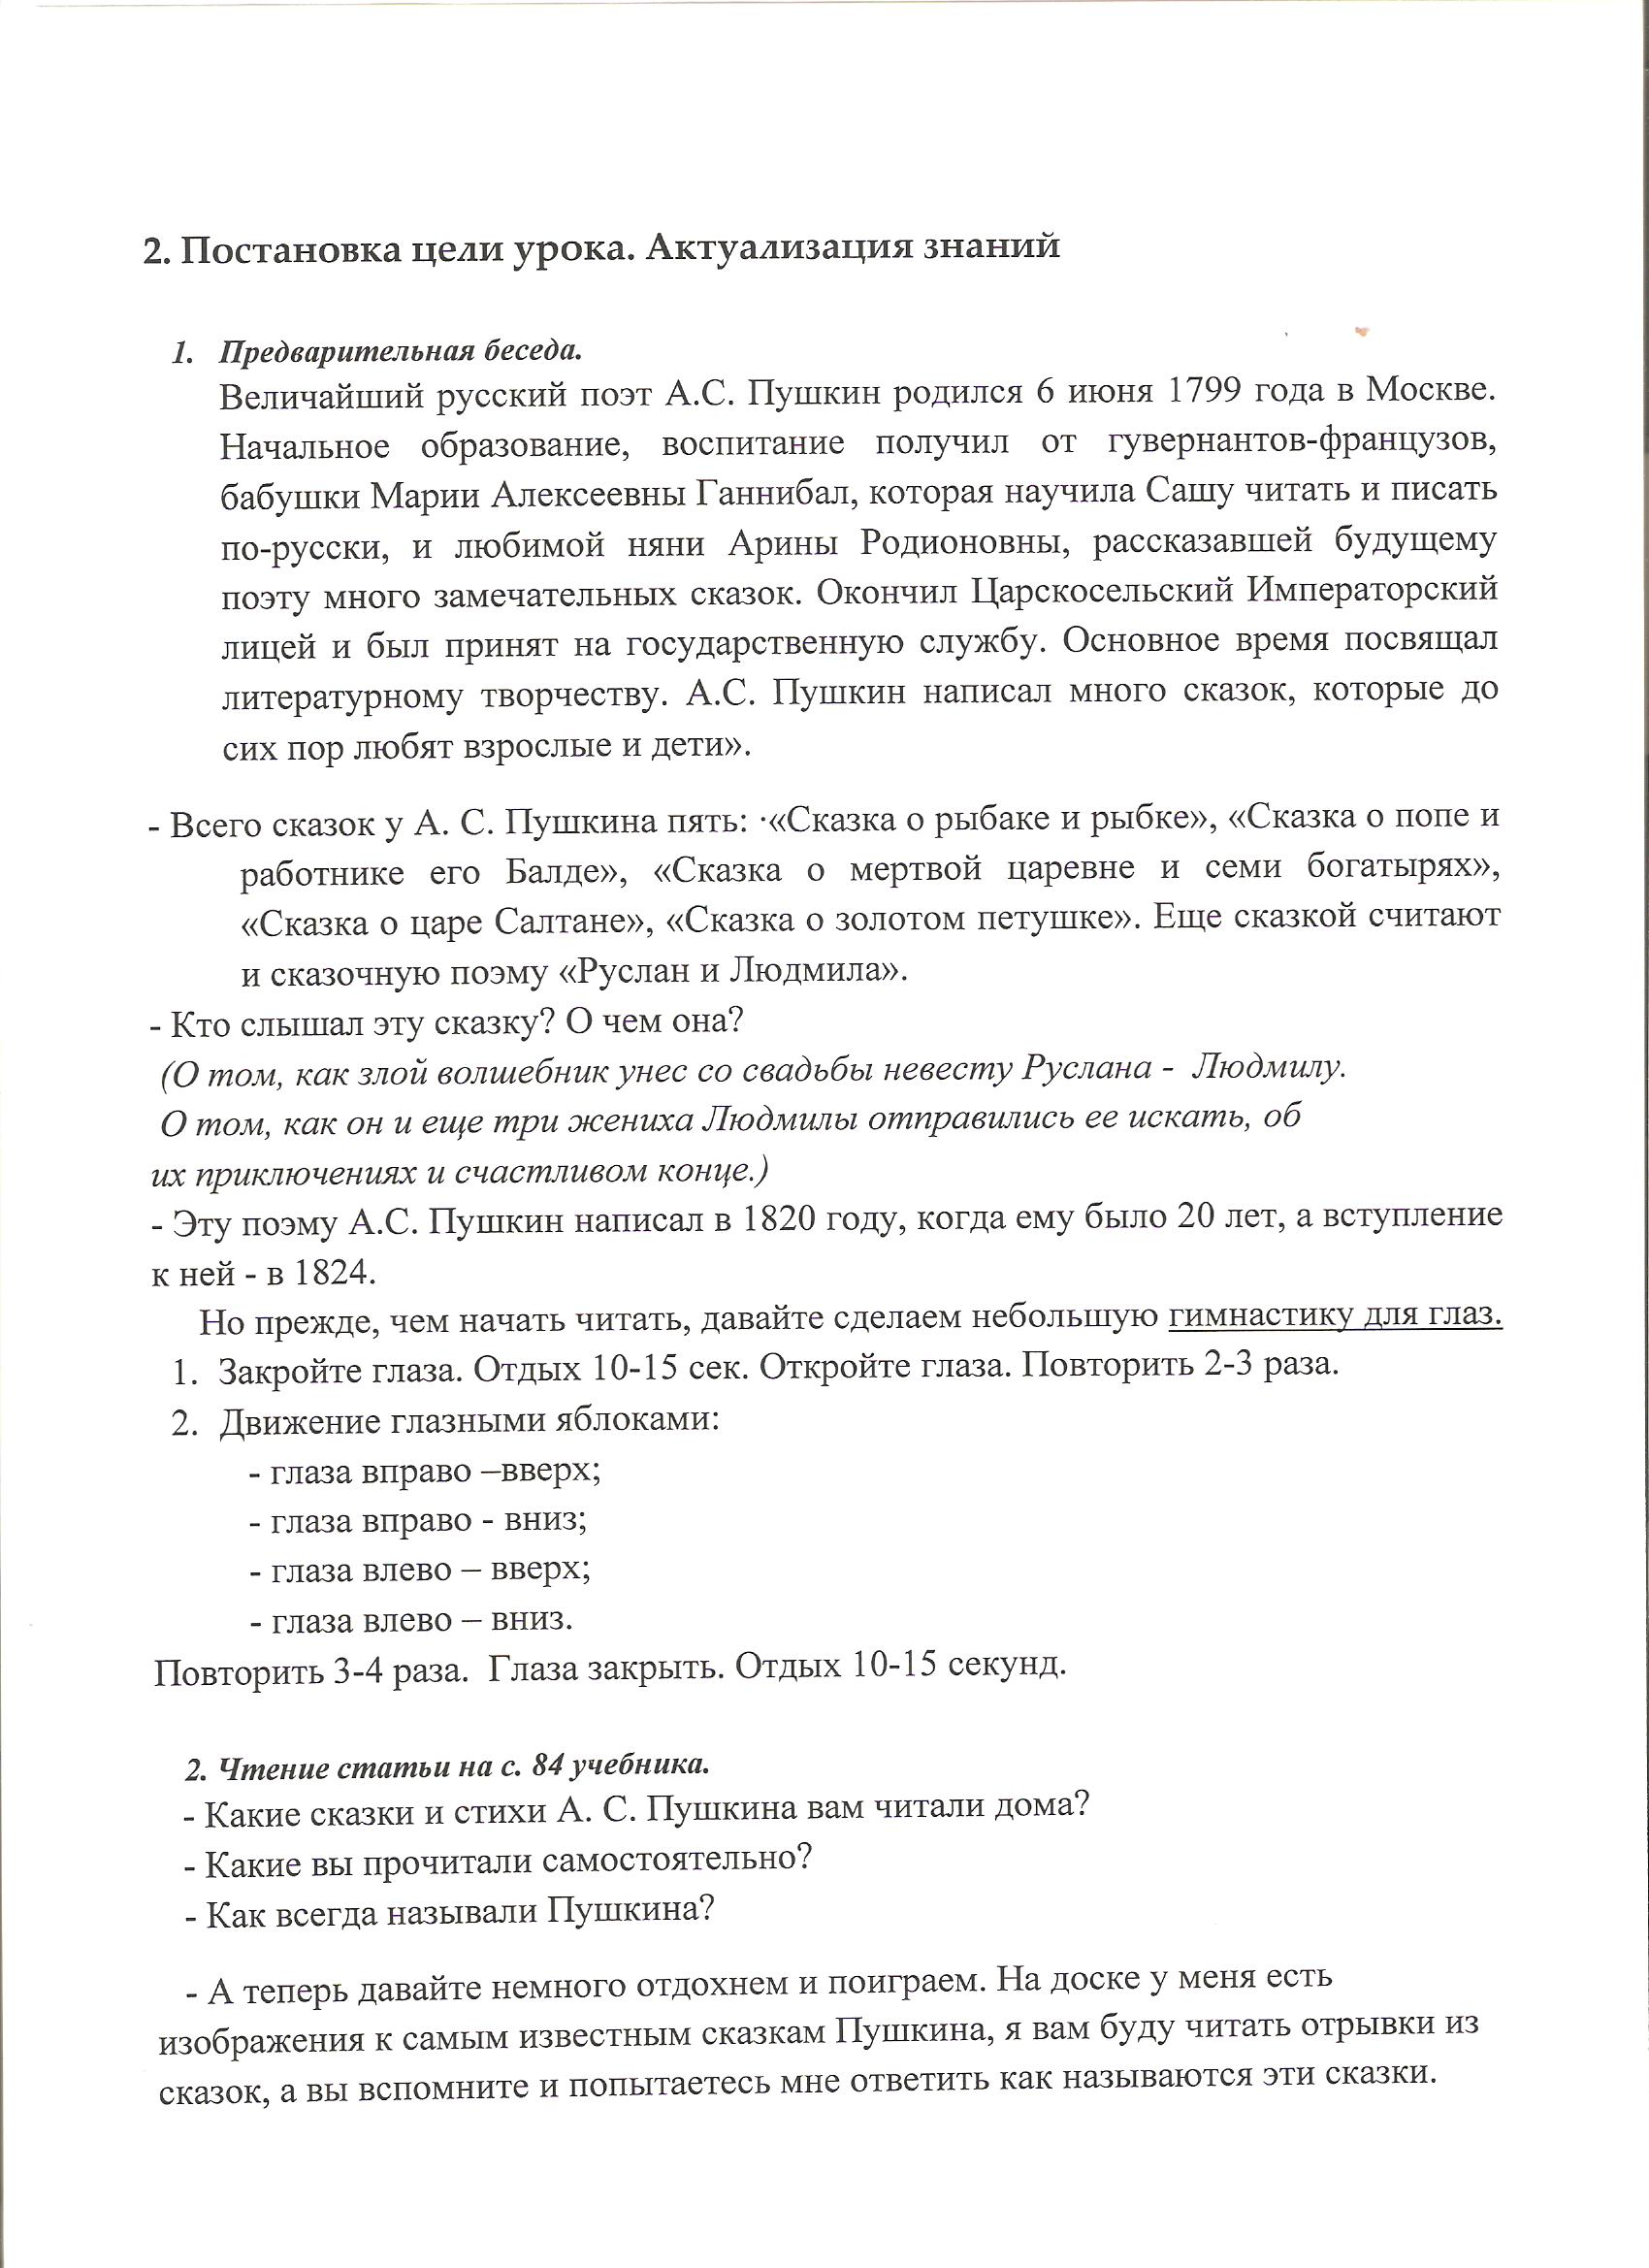 2. Постановка цели урока. Актуализация знаний
1. Предварительная беседа.
Величайший русский поэт А.С. Пушкин родился 6 июня 1799 года в Москве.
Начальное образование, воспитание получил от гувернантов-французов,
бабушки Марии Алексеевны Ганнибал, которая научила Сашу читать и писать
по-русски, и любимой няни Арины Родионовны, рассказавшей будущему
поэту много замечательных сказок. Окончил Царскосельский Императорский
лицей и был принят на государственную службу. Основное время посвящал
литературному творчеству. А.С. Пушкин написал много сказок, которые до
сих пор любят взрослые и дети».
- Всего сказок у А. С. Пушкина пять: ·«Сказка о рыбаке и рыбке», «Сказка о попе и
работнике его Балде», «Сказка о мертвой царевне и семи богатырях»,
«Сказка о царе Салтане», «Сказка о золотом петушке». Еще сказкой считают
и сказочную поэму «Руслан и Людмила».
- Кто слышал эту сказку? О чем она?
(О том, как злой волшебник унес со свадьбы невесту Руслана - Людмилу.
О том, как он и еще три жениха Людмилы отправились ее искать, об
их приключениях и счастливом конце.)
- Эту поэму А.С. Пушкин написал в 1820 году, когда ему было 20 лет, а вступление
к ней - в 1824.
Но прежде, чем начать читать, давайте сделаем небольшую гимнастику для глаз.
1. Закройте глаза. Отдых 10-15 сек. Откройте глаза. Повторить 2-3 раза.
2. Движение глазными яблоками:
- глаза вправо –вверх;
- глаза вправо - вниз;
- глаза влево – вверх;
- глаза влево – вниз.
Повторить 3-4 раза. Глаза закрыть. Отдых 10-15 секунд.
2. Чтение статьи на с. 84 учебника.
- Какие сказки и стихи А. С. Пушкина вам читали дома?
- Какие вы прочитали самостоятельно?
- Как всегда называли Пушкина?
- А теперь давайте немного отдохнем и поиграем. На доске у меня есть
изображения к самым известным сказкам Пушкина, я вам буду читать отрывки из
сказок, а вы вспомните и попытаетесь мне ответить как называются эти сказки.